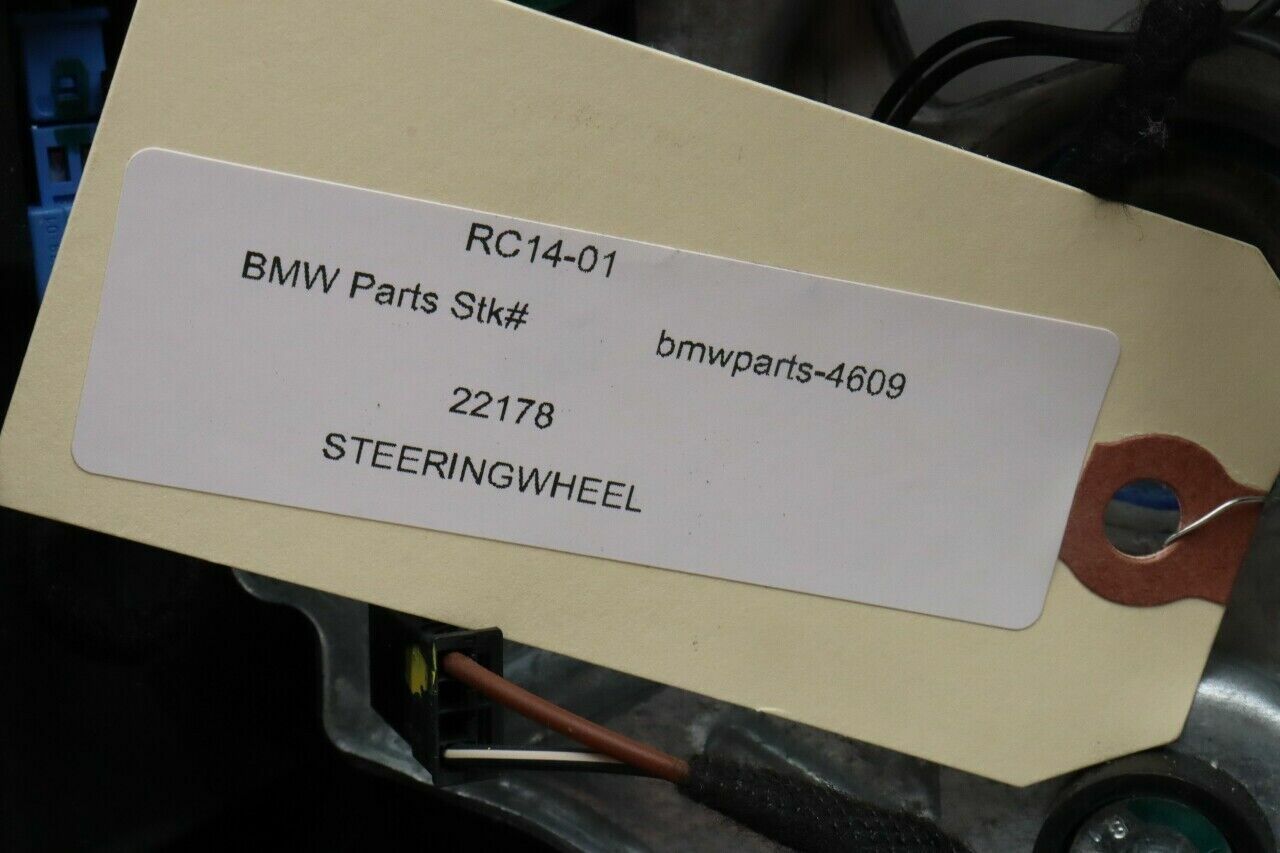 RC14-01
BMW Parts Stk# bmwparts-4609
22178
STEERINGWHEEL